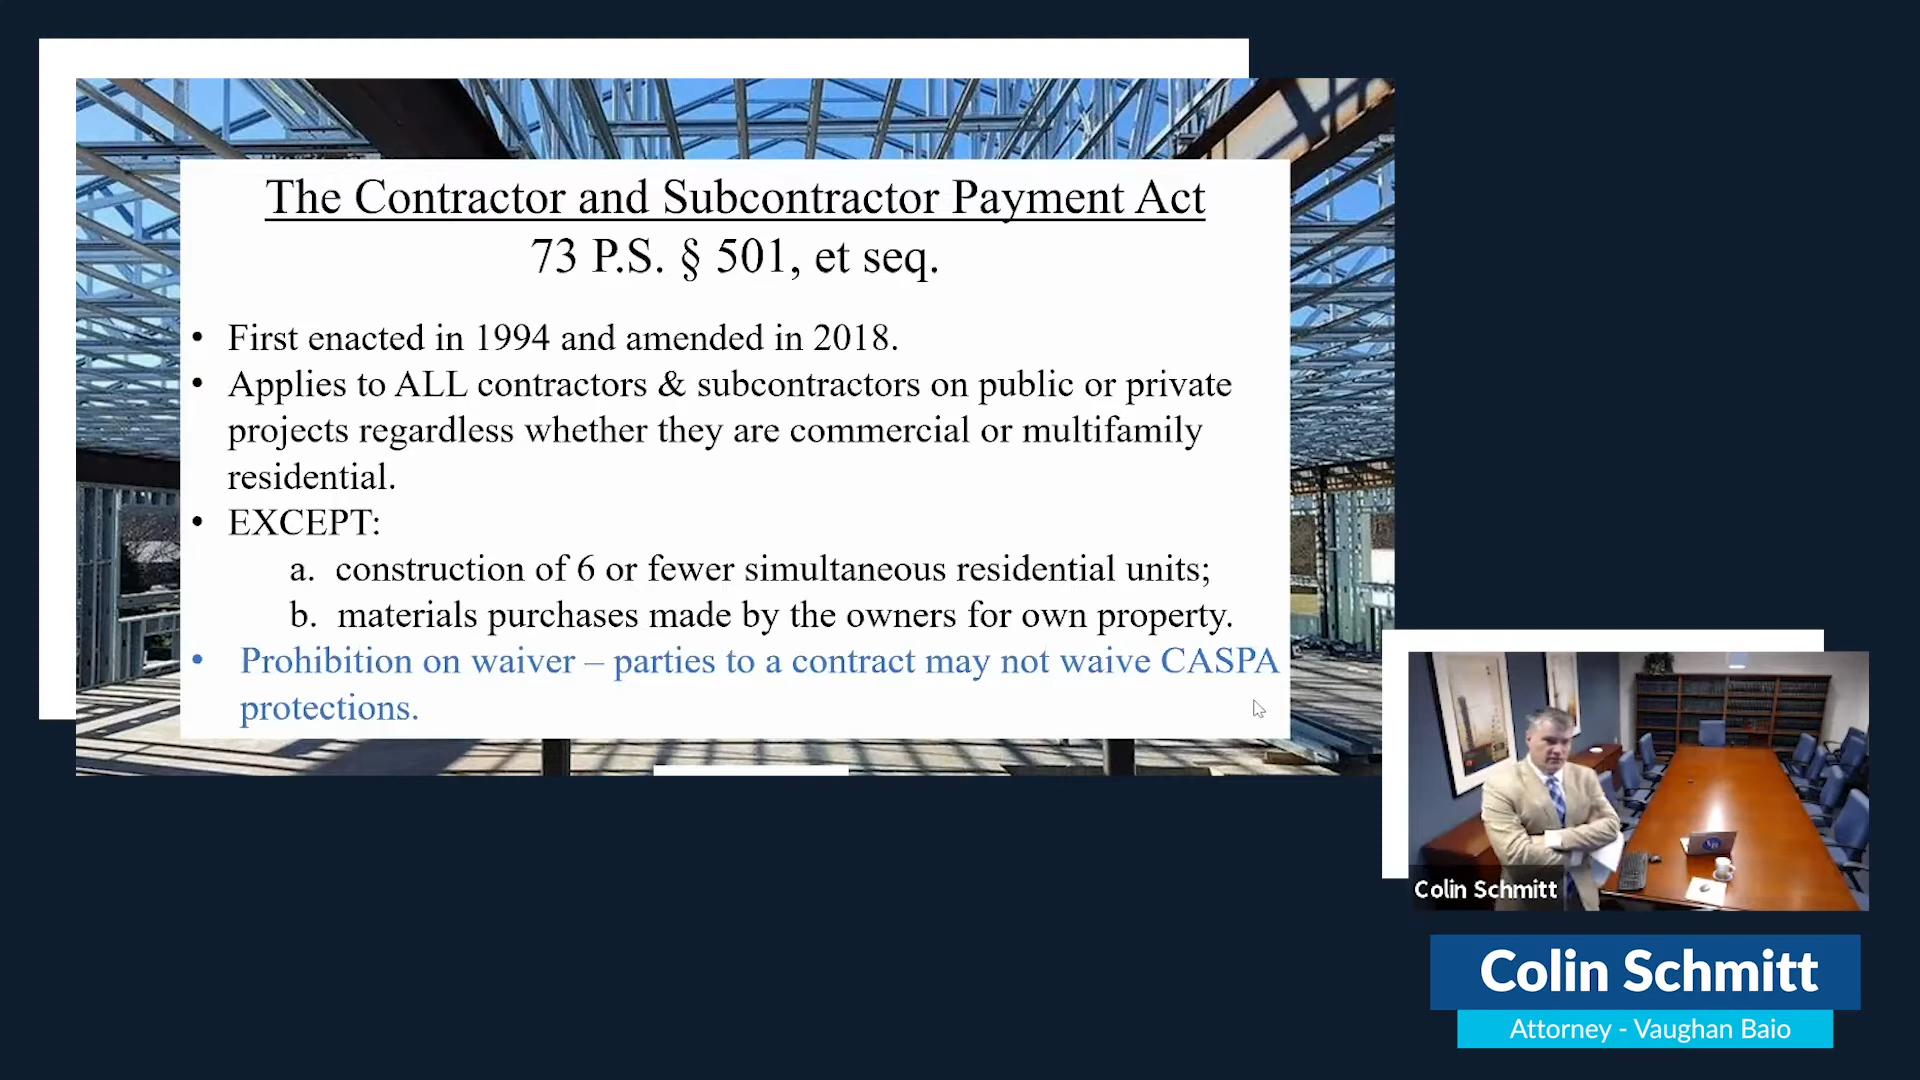 The Contractor and Subcontractor Payment Act
73 P.S. § 501, et seq.
• First enacted in 1994 and amended in 2018.
• Applies to ALL contractors & subcontractors on public or private
projects regardless whether they are commercial or multifamily
residential.
• EXCEPT:
a. construction of 6 or fewer simultaneous residential units;
b. materials purchases made by the owners for own property.
• Prohibition on waiver – parties to a contract may not waive CASPA
protections.
Colin Schmitt
Colin Schmitt
Attorney - Vaughan Baio